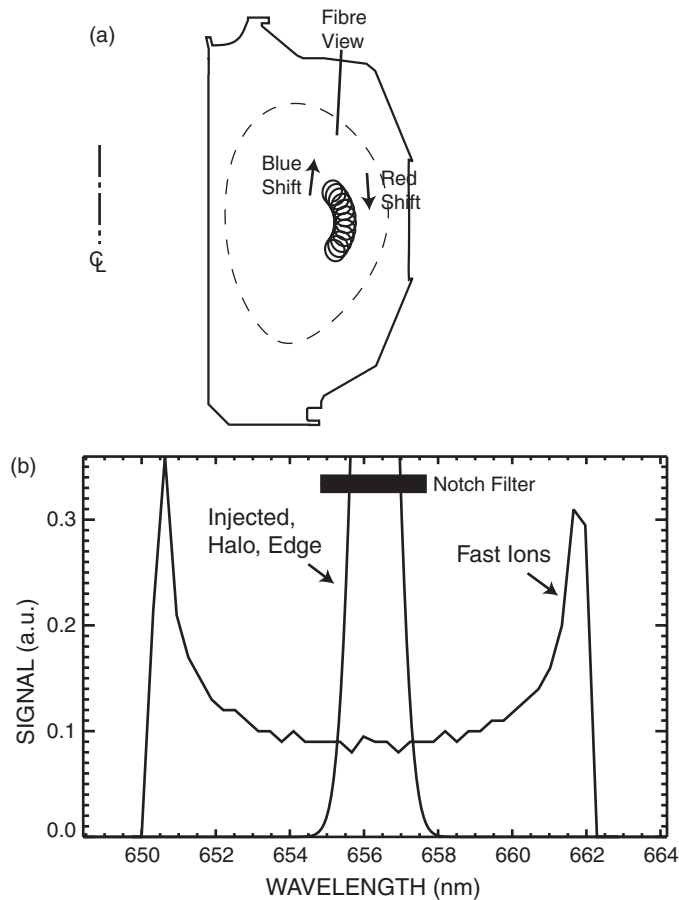 (a)
Fibre
View
Blue
Shift
Red
Shift
℄
(b)
Notch Filter
Injected,
Halo, Edge
Fast Ions
SIGNAL (a.u.)
0.3
0.2
0.1
0.0
650 652 654 656 658 660 662 664
WAVELENGTH (nm)